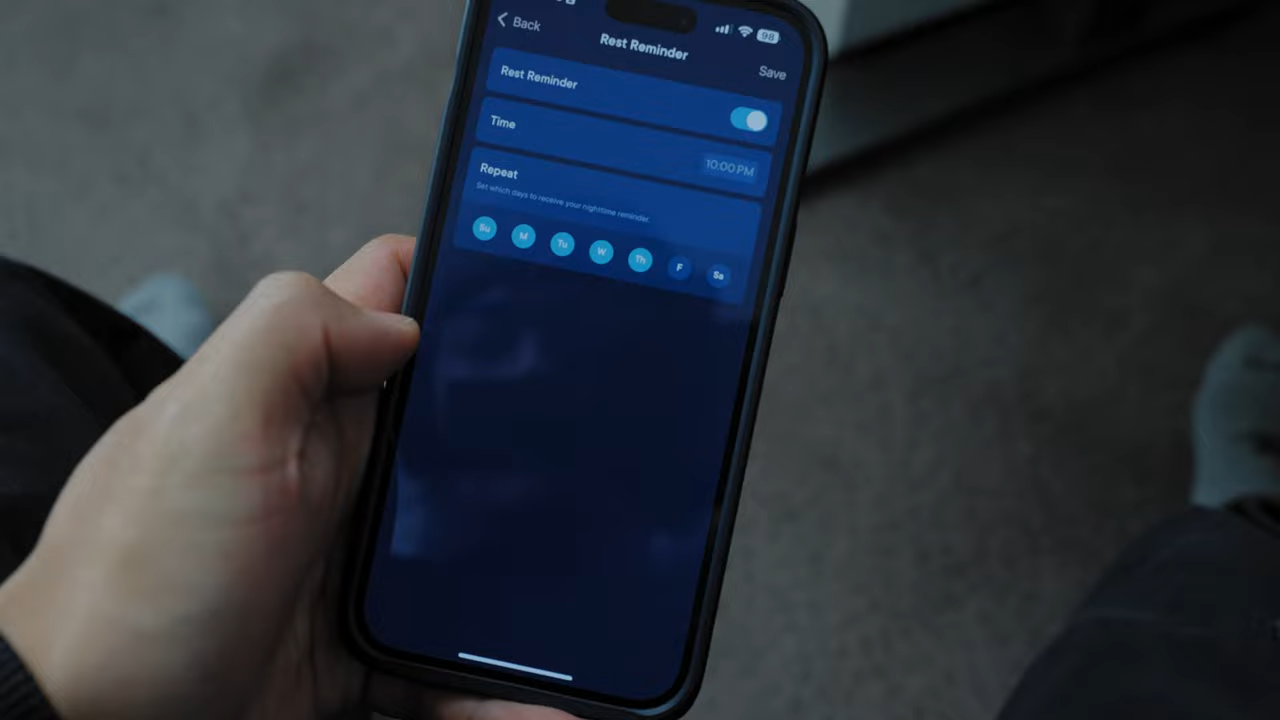 98
Back
Rest Reminder
Save
Rest Reminder
Time
10:00 PM
Repeat
Set which days to receive your nighttime reminder.
Su M Tu W Th F Sa